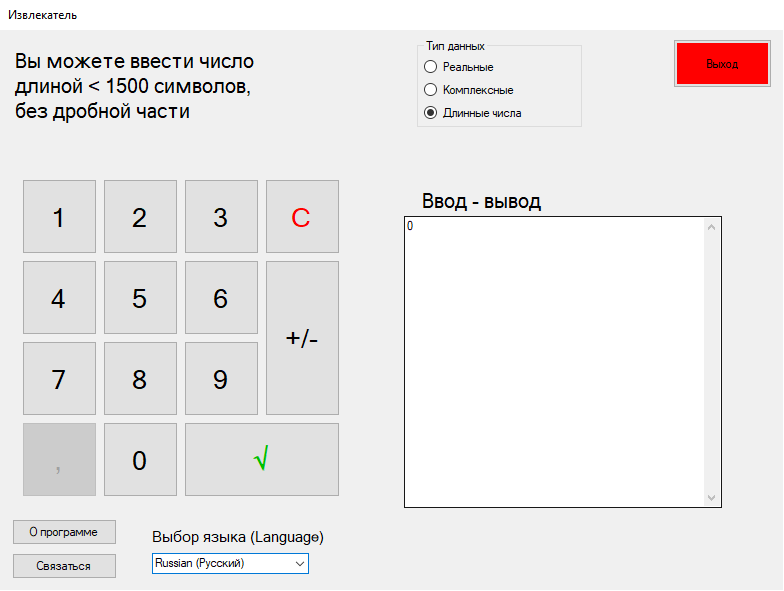 Извлекатель
Вы можете ввести число
длиной < 1500 символов,
без дробной части
Тип данных
Реальные
Комплексные
Длинные числа
Выход
1 2 3 C
4 5 6
+/-
7 8 9
, 0 √
Ввод - вывод
0
О программе
Связаться
Выбор языка (Language)
Russian (Русский)